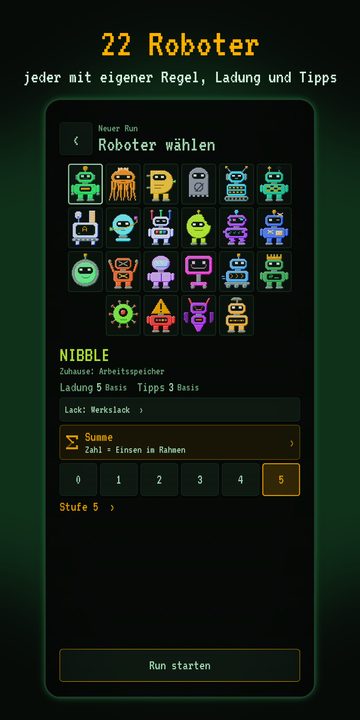 22 Roboter
jeder mit eigener Regel, Ladung und Tipps
Neuer Run
Roboter wählen
NIBBLE
Zuhause: Arbeitsspeicher
Ladung 5 Basis Tipps 3 Basis
Lack: Werkslack ›
Σ Summe ›
Zahl = Einsen im Rahmen
0 1 2 3 4 5
Stufe 5 ›
Run starten